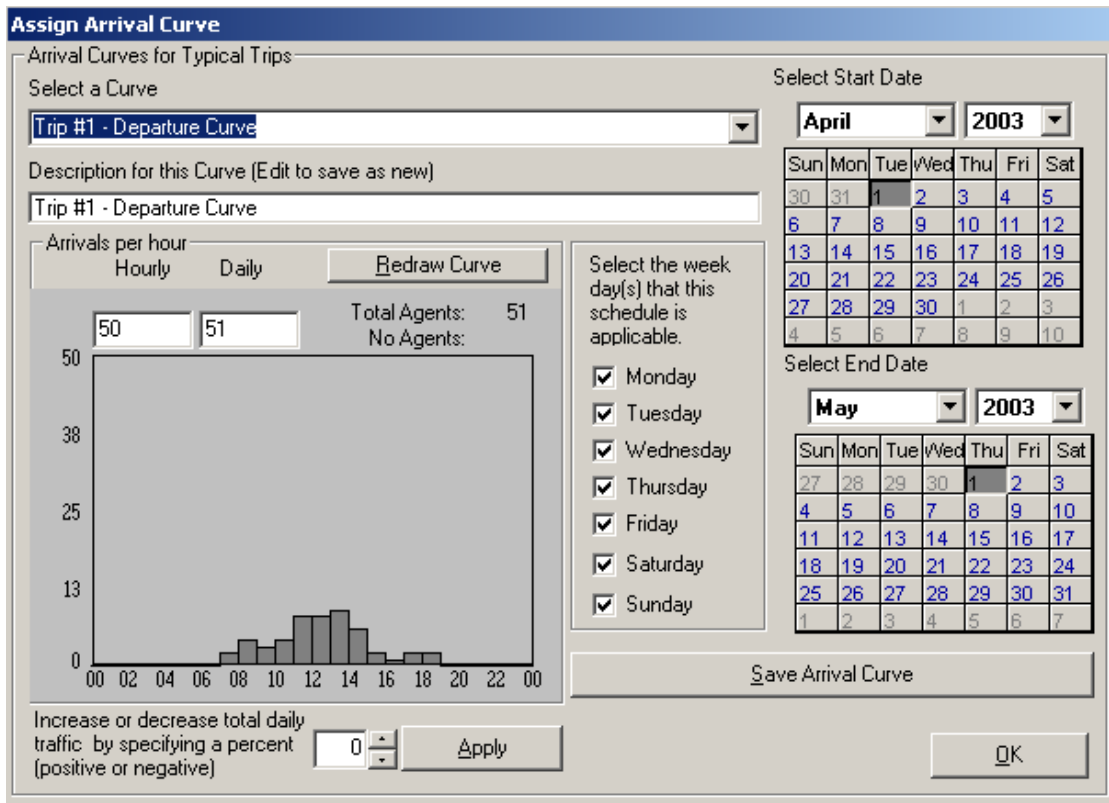 Assign Arrival Curve
Arrival Curves for Typical Trips
Select a Curve
Trip #1 - Departure Curve
Description for this Curve (Edit to save as new)
Trip #1 - Departure Curve
Arrivals per hour
Hourly Daily
Redraw Curve
50 51
Total Agents: 51
No Agents:
50
38
25
13
0
00 02 04 06 08 10 12 14 16 18 20 22 00
Increase or decrease total daily
traffic by specifying a percent
(positive or negative)
0
Apply
Select the week
day(s) that this
schedule is
applicable.
Monday
Tuesday
Wednesday
Thursday
Friday
Saturday
Sunday
Select Start Date
April 2003
Sun Mon Tue Wed Thu Fri Sat
30 31 1 2 3 4 5
6 7 8 9 10 11 12
13 14 15 16 17 18 19
20 21 22 23 24 25 26
27 28 29 30 1 2 3
4 5 6 7 8 9 10
Select End Date
May 2003
Sun Mon Tue Wed Thu Fri Sat
27 28 29 30 1 2 3
4 5 6 7 8 9 10
11 12 13 14 15 16 17
18 19 20 21 22 23 24
25 26 27 28 29 30 31
1 2 3 4 5 6 7
Save Arrival Curve
OK